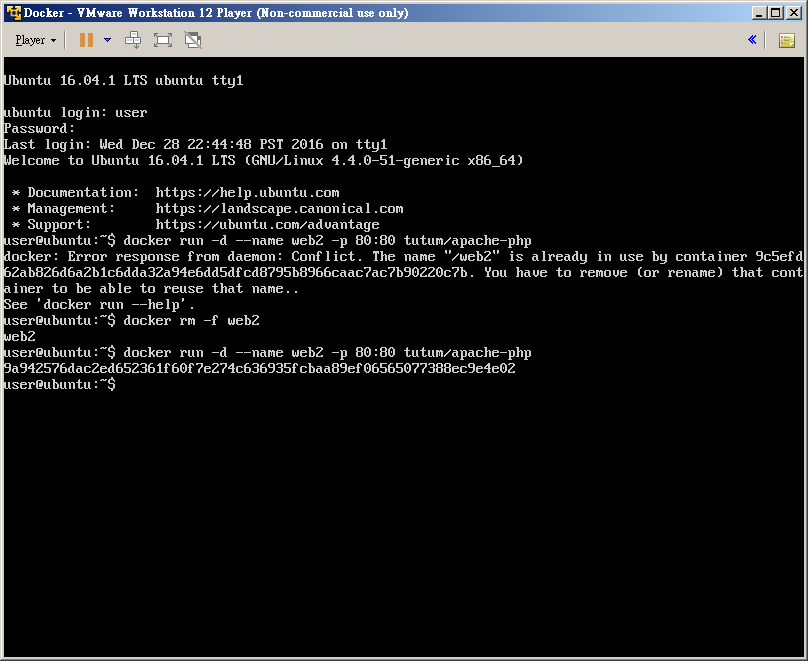 Docker - VMware Workstation 12 Player (Non-commercial use only)
Player
Ubuntu 16.04.1 LTS ubuntu tty1
ubuntu login: user
Password:
Last login: Wed Dec 28 22:44:48 PST 2016 on tty1
Welcome to Ubuntu 16.04.1 LTS (GNU/Linux 4.4.0-51-generic x86_64)
* Documentation:  https://help.ubuntu.com
* Management:     https://landscape.canonical.com
* Support:        https://ubuntu.com/advantage
user@ubuntu:~$ docker run -d --name web2 -p 80:80 tutum/apache-php
docker: Error response from daemon: Conflict. The name "/web2" is already in use by container 9c5efd
62ab826d6a2b1c6dda32a94e6dd5dfcd8795b8966caac7ac7b90220c7b. You have to remove (or rename) that cont
ainer to be able to reuse that name..
See 'docker run --help'.
user@ubuntu:~$ docker rm -f web2
web2
user@ubuntu:~$ docker run -d --name web2 -p 80:80 tutum/apache-php
9a942576dac2ed652361f60f7e274c636935fcbaa89ef06565077388ec9e4e02
user@ubuntu:~$